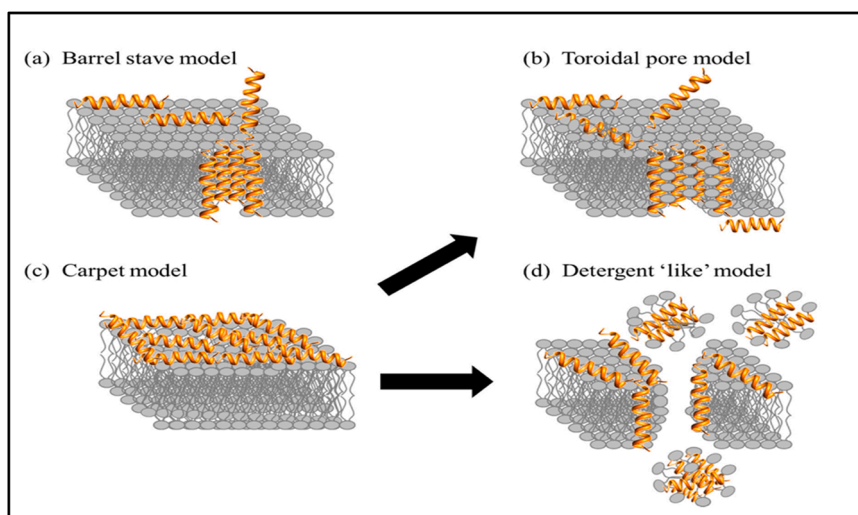 (a) Barrel stave model
(b) Toroidal pore model
(c) Carpet model
(d) Detergent ‘like’ model